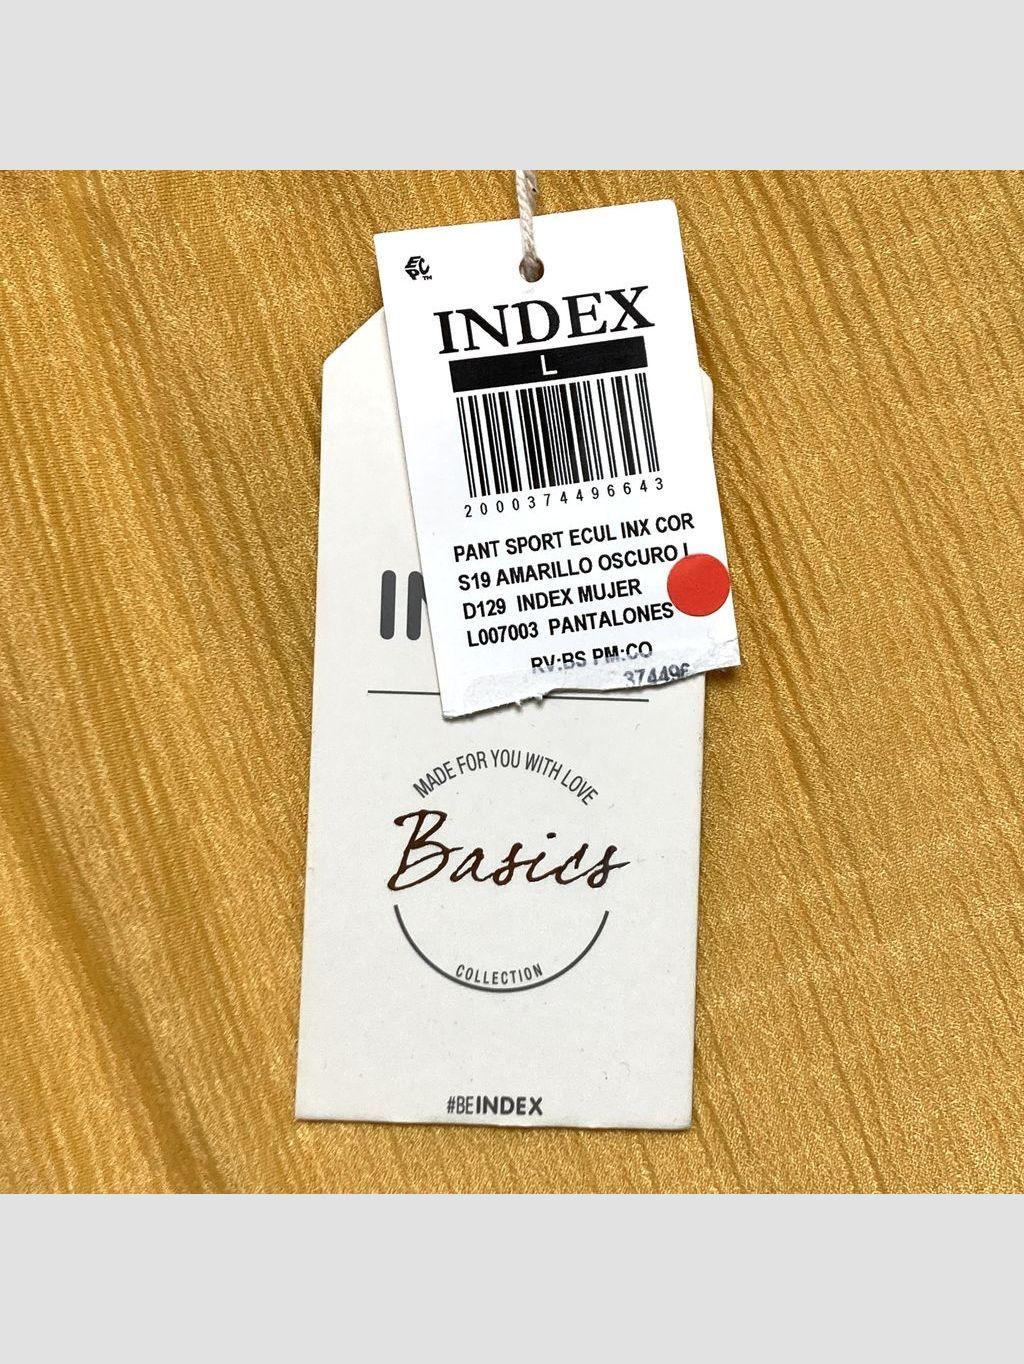 EPC™
INDEX
L
2000374496643
PANT SPORT ECUL INX COR
S19 AMARILLO OSCURO L
D129 INDEX MUJER
L007003 PANTALONES
RV:BS PM:CO
MADE FOR YOU WITH LOVE
Basics
COLLECTION
#BEINDEX